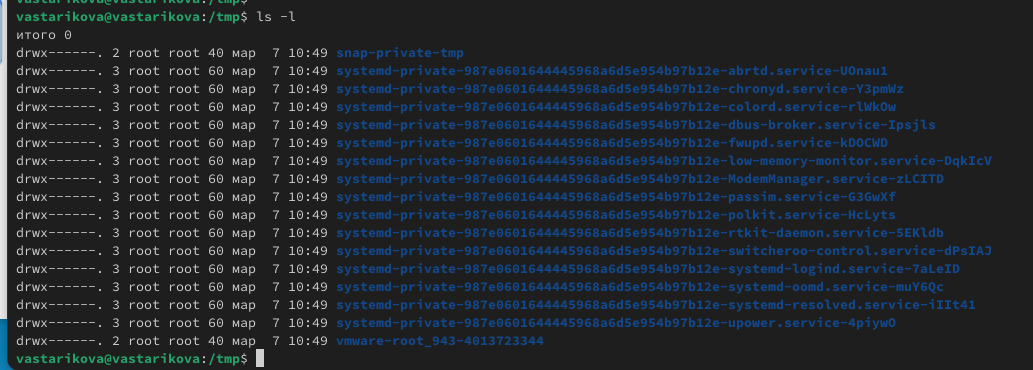 vastarikova@vastarikova:/tmp$ ls -l
итого 0
drwx------. 2 root root 40 мар  7 10:49 snap-private-tmp
drwx------. 3 root root 60 мар  7 10:49 systemd-private-987e0601644445968a6d5e954b97b12e-abrtd.service-UOnau1
drwx------. 3 root root 60 мар  7 10:49 systemd-private-987e0601644445968a6d5e954b97b12e-chronyd.service-Y3pmWz
drwx------. 3 root root 60 мар  7 10:49 systemd-private-987e0601644445968a6d5e954b97b12e-colord.service-rlWkOw
drwx------. 3 root root 60 мар  7 10:49 systemd-private-987e0601644445968a6d5e954b97b12e-dbus-broker.service-Ipsjls
drwx------. 3 root root 60 мар  7 10:49 systemd-private-987e0601644445968a6d5e954b97b12e-fwupd.service-kDOCWD
drwx------. 3 root root 60 мар  7 10:49 systemd-private-987e0601644445968a6d5e954b97b12e-low-memory-monitor.service-DqkIcV
drwx------. 3 root root 60 мар  7 10:49 systemd-private-987e0601644445968a6d5e954b97b12e-ModemManager.service-zLCITD
drwx------. 3 root root 60 мар  7 10:49 systemd-private-987e0601644445968a6d5e954b97b12e-passim.service-G3GwXf
drwx------. 3 root root 60 мар  7 10:49 systemd-private-987e0601644445968a6d5e954b97b12e-polkit.service-HcLyts
drwx------. 3 root root 60 мар  7 10:49 systemd-private-987e0601644445968a6d5e954b97b12e-rtkit-daemon.service-5EKldb
drwx------. 3 root root 60 мар  7 10:49 systemd-private-987e0601644445968a6d5e954b97b12e-switcheroo-control.service-dPsIAJ
drwx------. 3 root root 60 мар  7 10:49 systemd-private-987e0601644445968a6d5e954b97b12e-systemd-logind.service-7aLeID
drwx------. 3 root root 60 мар  7 10:49 systemd-private-987e0601644445968a6d5e954b97b12e-systemd-oomd.service-muY6Qc
drwx------. 3 root root 60 мар  7 10:49 systemd-private-987e0601644445968a6d5e954b97b12e-systemd-resolved.service-iIIt41
drwx------. 3 root root 60 мар  7 10:49 systemd-private-987e0601644445968a6d5e954b97b12e-upower.service-4piywO
drwx------. 2 root root 40 мар  7 10:49 vmware-root_943-4013723344
vastarikova@vastarikova:/tmp$